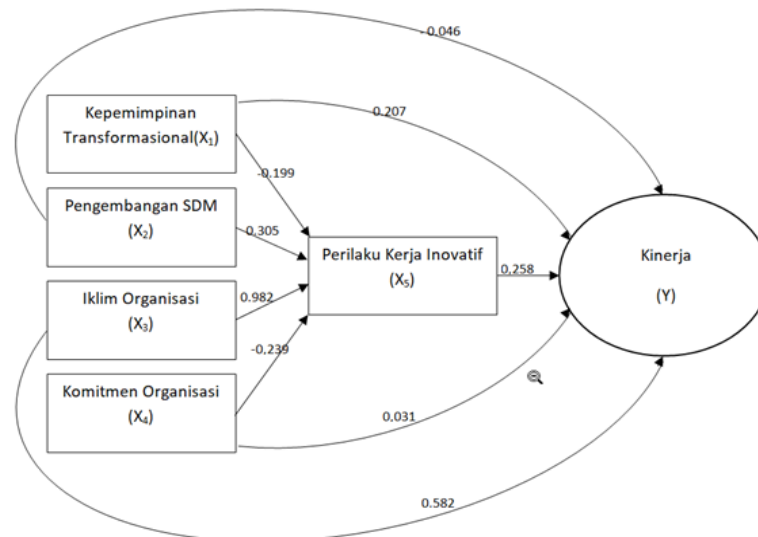 -0.046
Kepemimpinan
Transformasional(X₁)
0.207
-0.199
Pengembangan SDM
(X₂)
0.305
Perilaku Kerja Inovatif
(X₅)
0.258
Kinerja
(Y)
Iklim Organisasi
(X₃)
0.982
-0.239
Komitmen Organisasi
(X₄)
0.031
0.582